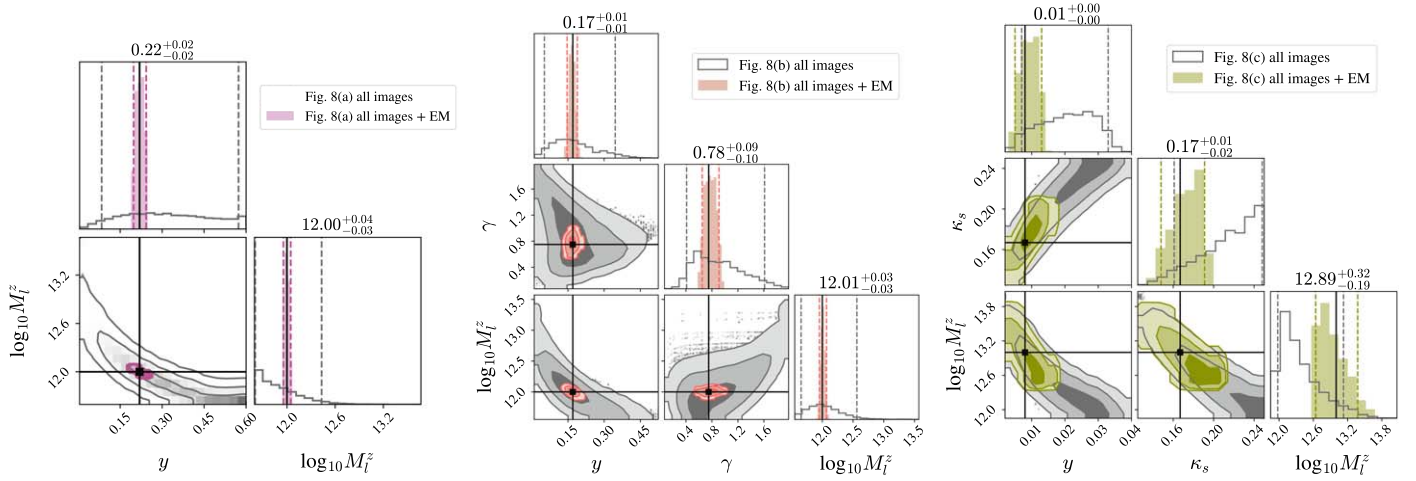 0.22+0.02−0.02
Fig. 8(a) all images
Fig. 8(a) all images + EM
12.00+0.04−0.03
log10 M_l^z
13.2
12.6
12.0
0.15 0.30 0.45 0.60
12.0 12.6 13.2
y
log10 M_l^z
0.17+0.01−0.01
Fig. 8(b) all images
Fig. 8(b) all images + EM
0.78+0.09−0.10
γ
1.6
1.2
0.8
0.4
12.01+0.03−0.03
log10 M_l^z
13.5
13.0
12.5
12.0
0.15 0.30 0.45
0.4 0.8 1.2 1.6
12.0 12.5 13.0 13.5
y
γ
log10 M_l^z
0.01+0.00−0.00
Fig. 8(c) all images
Fig. 8(c) all images + EM
0.17+0.01−0.02
κs
0.24
0.20
0.16
12.89+0.32−0.19
log10 M_l^z
13.8
13.2
12.6
12.0
0.01 0.02 0.03 0.04
0.16 0.20 0.24
12.0 12.6 13.2 13.8
y
κs
log10 M_l^z